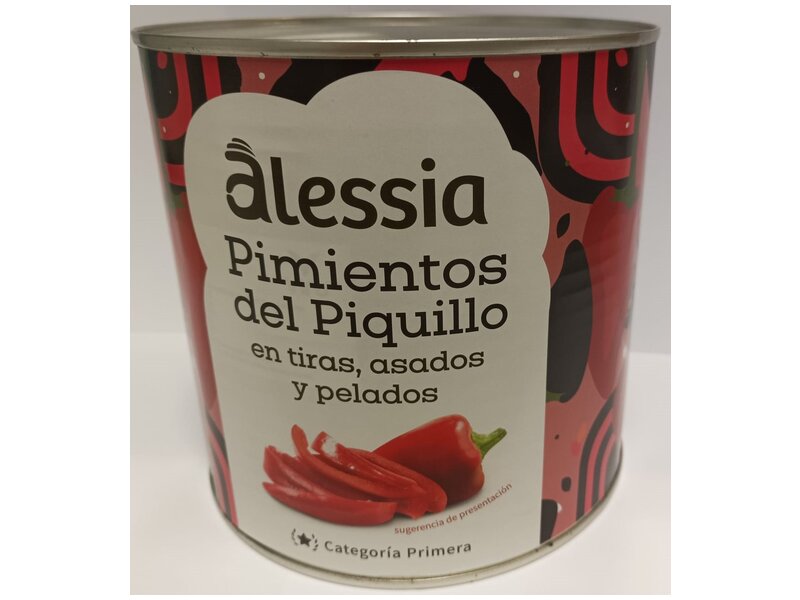 alessia
Pimientos
del Piquillo
en tiras, asados
y pelados
sugerencia de presentación
Categoría Primera